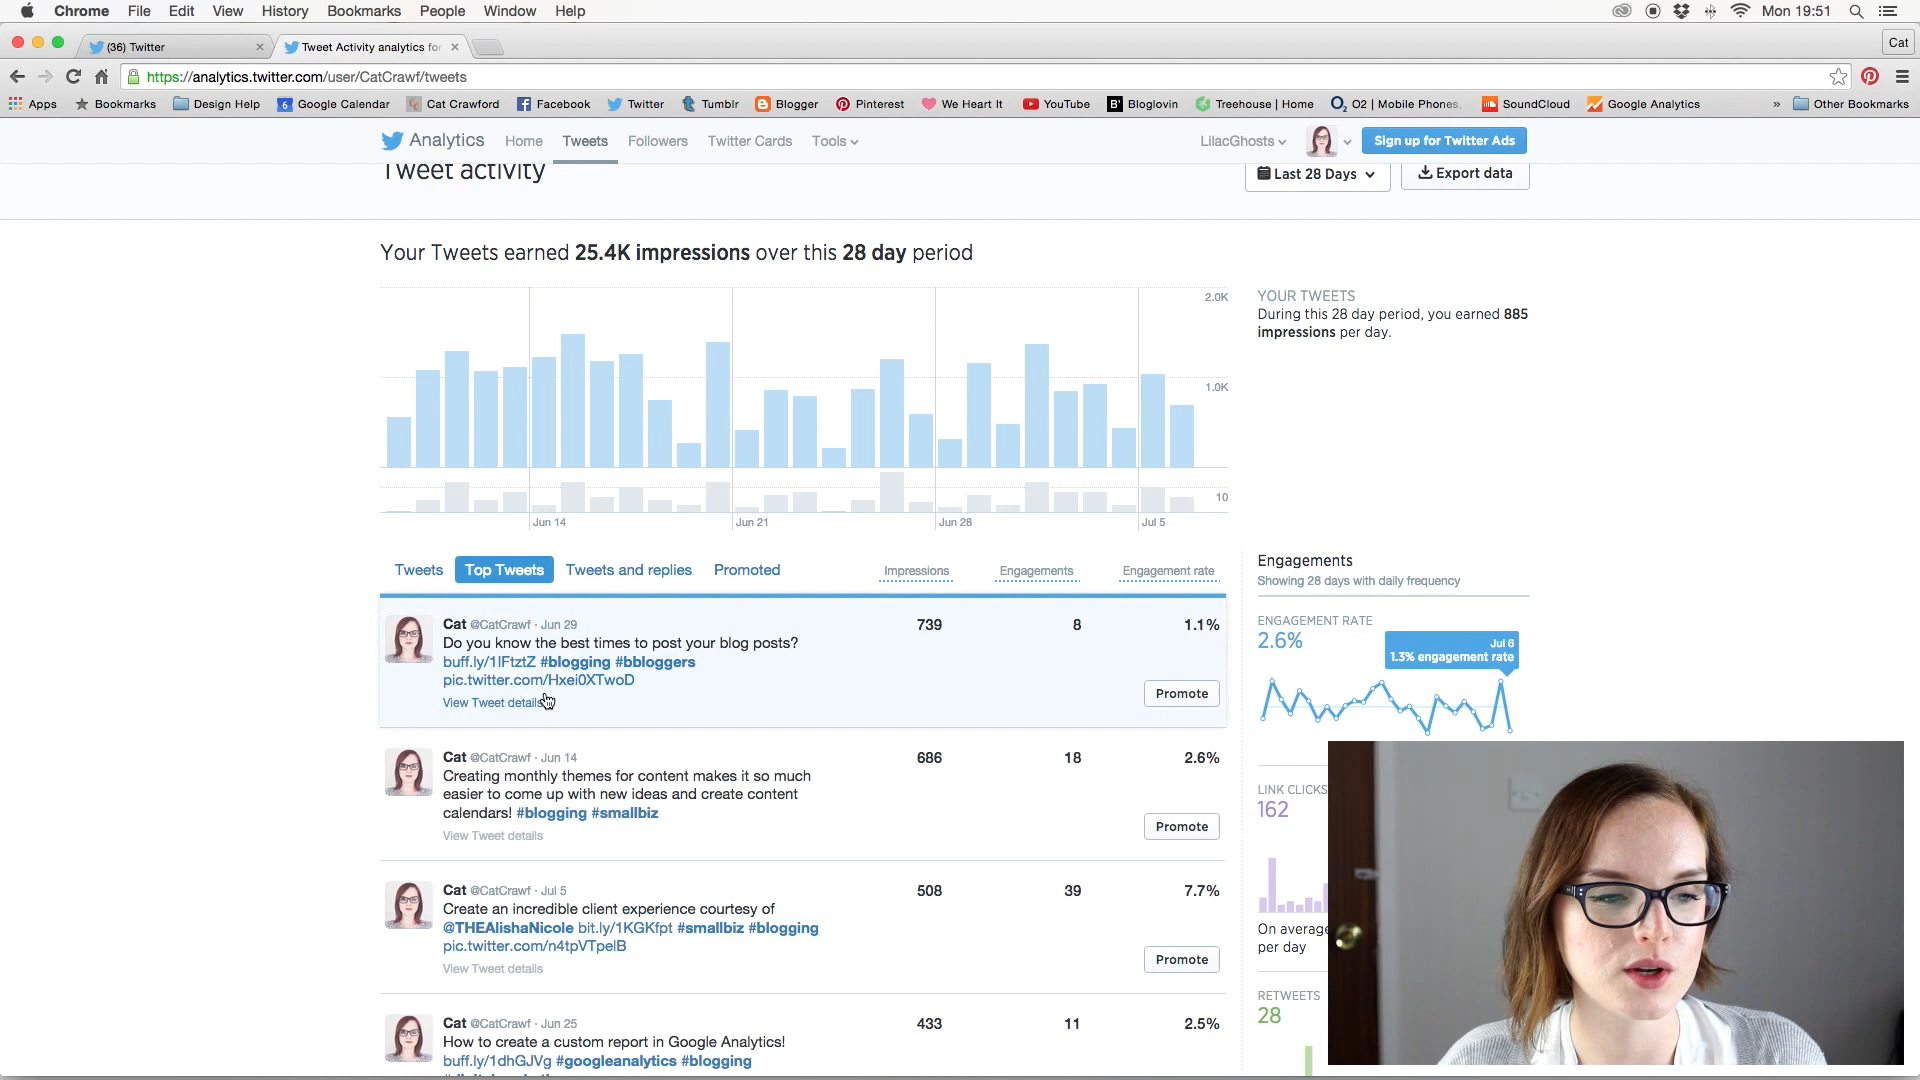 Chrome File Edit View History Bookmarks People Window Help Mon 19:51
(36) Twitter Tweet Activity analytics for Cat
https://analytics.twitter.com/user/CatCrawf/tweets
Apps Bookmarks Design Help 6 Google Calendar Cat Crawford Facebook Twitter Tumblr Blogger Pinterest We Heart It YouTube Bloglovin Treehouse | Home O2 | Mobile Phones, SoundCloud Google Analytics » Other Bookmarks
Analytics Home Tweets Followers Twitter Cards Tools LilacGhosts Sign up for Twitter Ads
Tweet activity Last 28 Days Export data
Your Tweets earned 25.4K impressions over this 28 day period
2.0K
1.0K
10
Jun 14 Jun 21 Jun 28 Jul 5
YOUR TWEETS
During this 28 day period, you earned 885
impressions per day.
Tweets Top Tweets Tweets and replies Promoted Impressions Engagements Engagement rate
Cat @CatCrawf · Jun 29 739 8 1.1%
Do you know the best times to post your blog posts?
buff.ly/1IFtztZ #blogging #bbloggers
pic.twitter.com/Hxei0XTwoD
View Tweet details Promote
Cat @CatCrawf · Jun 14 686 18 2.6%
Creating monthly themes for content makes it so much
easier to come up with new ideas and create content
calendars! #blogging #smallbiz
View Tweet details Promote
Cat @CatCrawf · Jul 5 508 39 7.7%
Create an incredible client experience courtesy of
@THEAlishaNicole bit.ly/1KGKfpt #smallbiz #blogging
pic.twitter.com/n4tpVTpelB
View Tweet details Promote
Cat @CatCrawf · Jun 25 433 11 2.5%
How to create a custom report in Google Analytics!
buff.ly/1dhGJVg #googleanalytics #blogging
Engagements
Showing 28 days with daily frequency
ENGAGEMENT RATE
2.6%
Jul 6
1.3% engagement rate
LINK CLICKS
162
On average
per day
RETWEETS
28